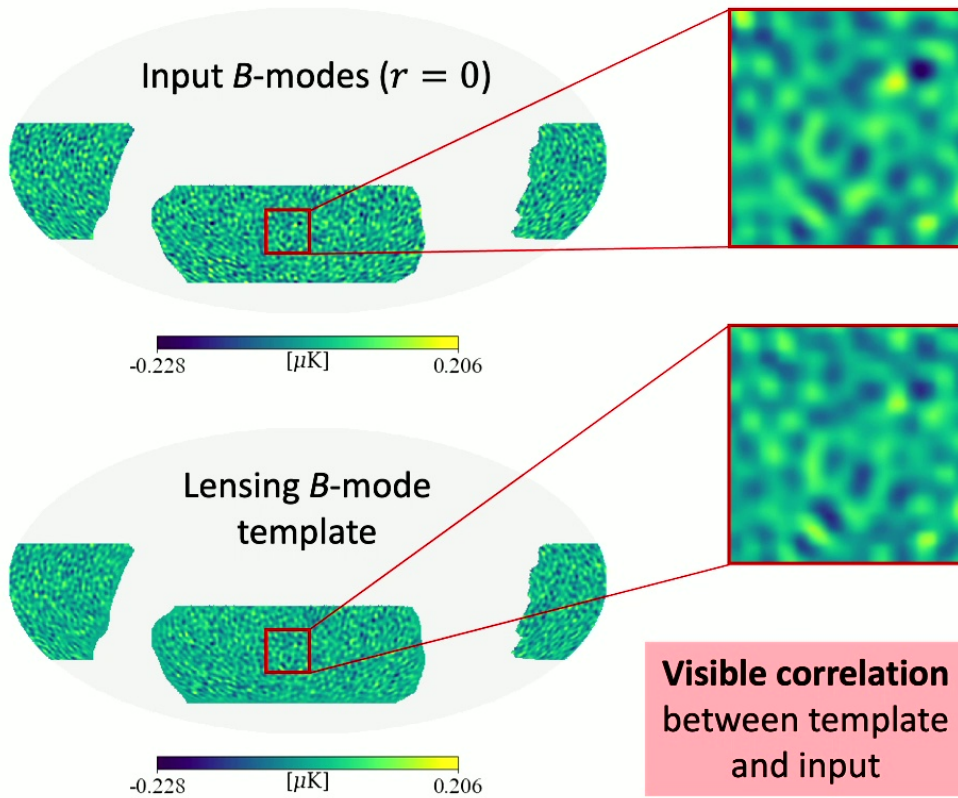 Input B-modes (r = 0)
-0.228
[μK]
0.206
Lensing B-mode
template
-0.228
[μK]
0.206
Visible correlation
between template
and input